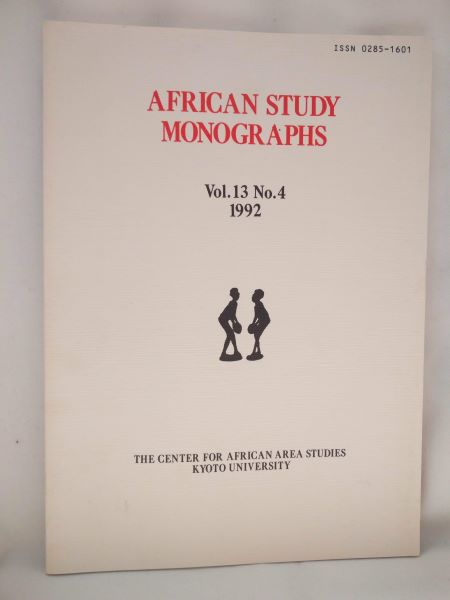 ISSN 0285-1601
AFRICAN STUDY
MONOGRAPHS
Vol.13 No.4
1992
THE CENTER FOR AFRICAN AREA STUDIES
KYOTO UNIVERSITY